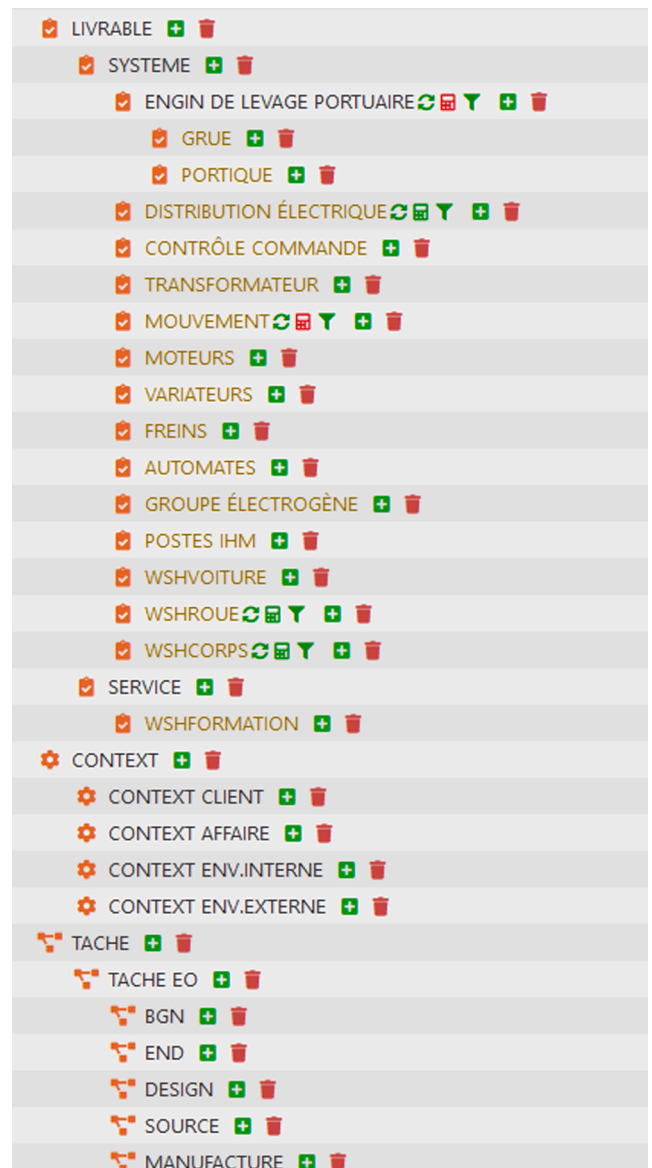 LIVRABLE
SYSTEME
ENGIN DE LEVAGE PORTUAIRE
GRUE
PORTIQUE
DISTRIBUTION ÉLECTRIQUE
CONTRÔLE COMMANDE
TRANSFORMATEUR
MOUVEMENT
MOTEURS
VARIATEURS
FREINS
AUTOMATES
GROUPE ÉLECTROGÈNE
POSTES IHM
WSHVOITURE
WSHROUE
WSHCORPS
SERVICE
WSHFORMATION
CONTEXT
CONTEXT CLIENT
CONTEXT AFFAIRE
CONTEXT ENV.INTERNE
CONTEXT ENV.EXTERNE
TACHE
TACHE EO
BGN
END
DESIGN
SOURCE
MANUFACTURE